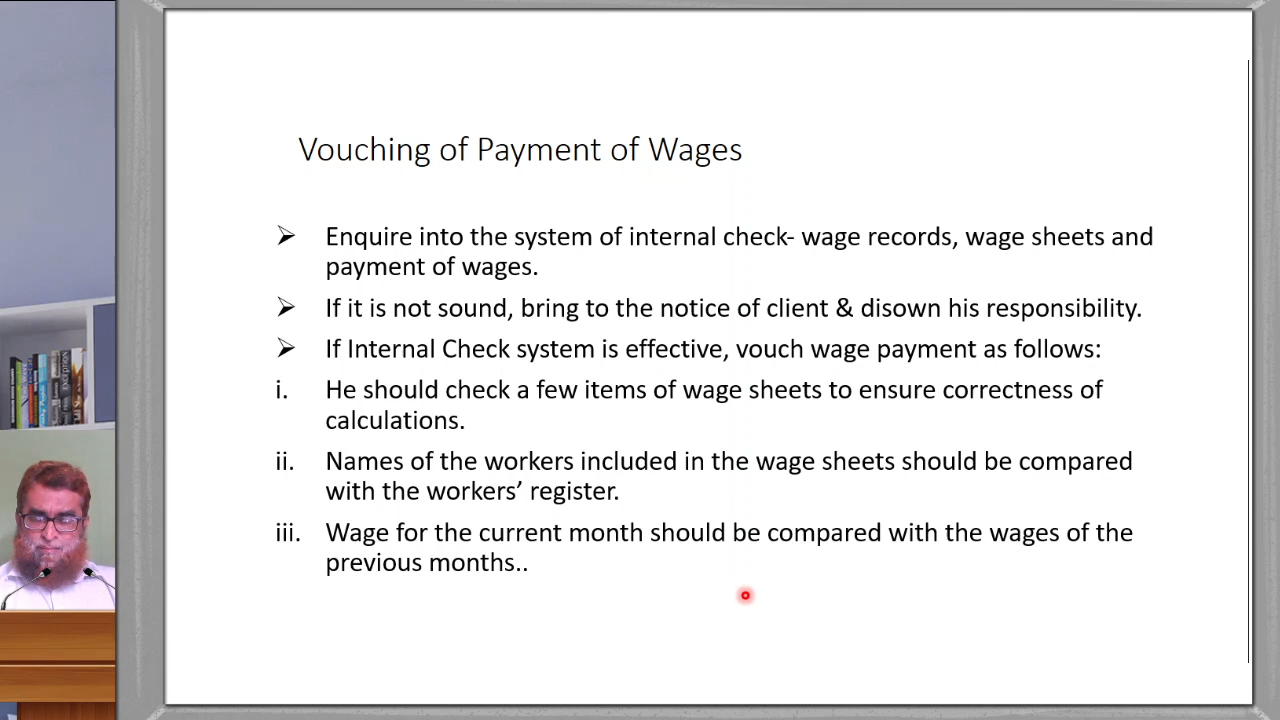 Vouching of Payment of Wages
➢ Enquire into the system of internal check- wage records, wage sheets and
payment of wages.
➢ If it is not sound, bring to the notice of client & disown his responsibility.
➢ If Internal Check system is effective, vouch wage payment as follows:
i. He should check a few items of wage sheets to ensure correctness of
calculations.
ii. Names of the workers included in the wage sheets should be compared
with the workers’ register.
iii. Wage for the current month should be compared with the wages of the
previous months..